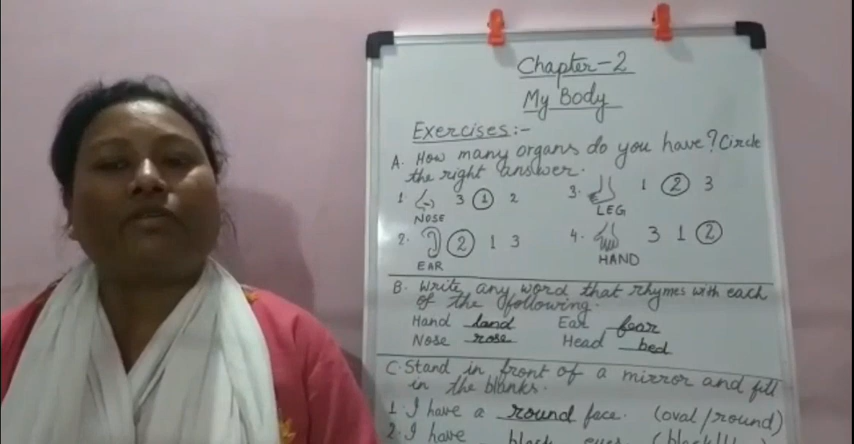 Chapter-2
My Body
Exercises:-
A. How many organs do you have? Circle
the right answer.
1. 3 1 2
NOSE
3. 1 2 3
LEG
2. 2 1 3
EAR
4. 3 1 2
HAND
B. Write any word that rhymes with each
of the following.
Hand land Ear fear
Nose rose Head bed
C. Stand in front of a mirror and fill
in the blanks.
1. I have a round face. (oval/round)
2. I have black eyes